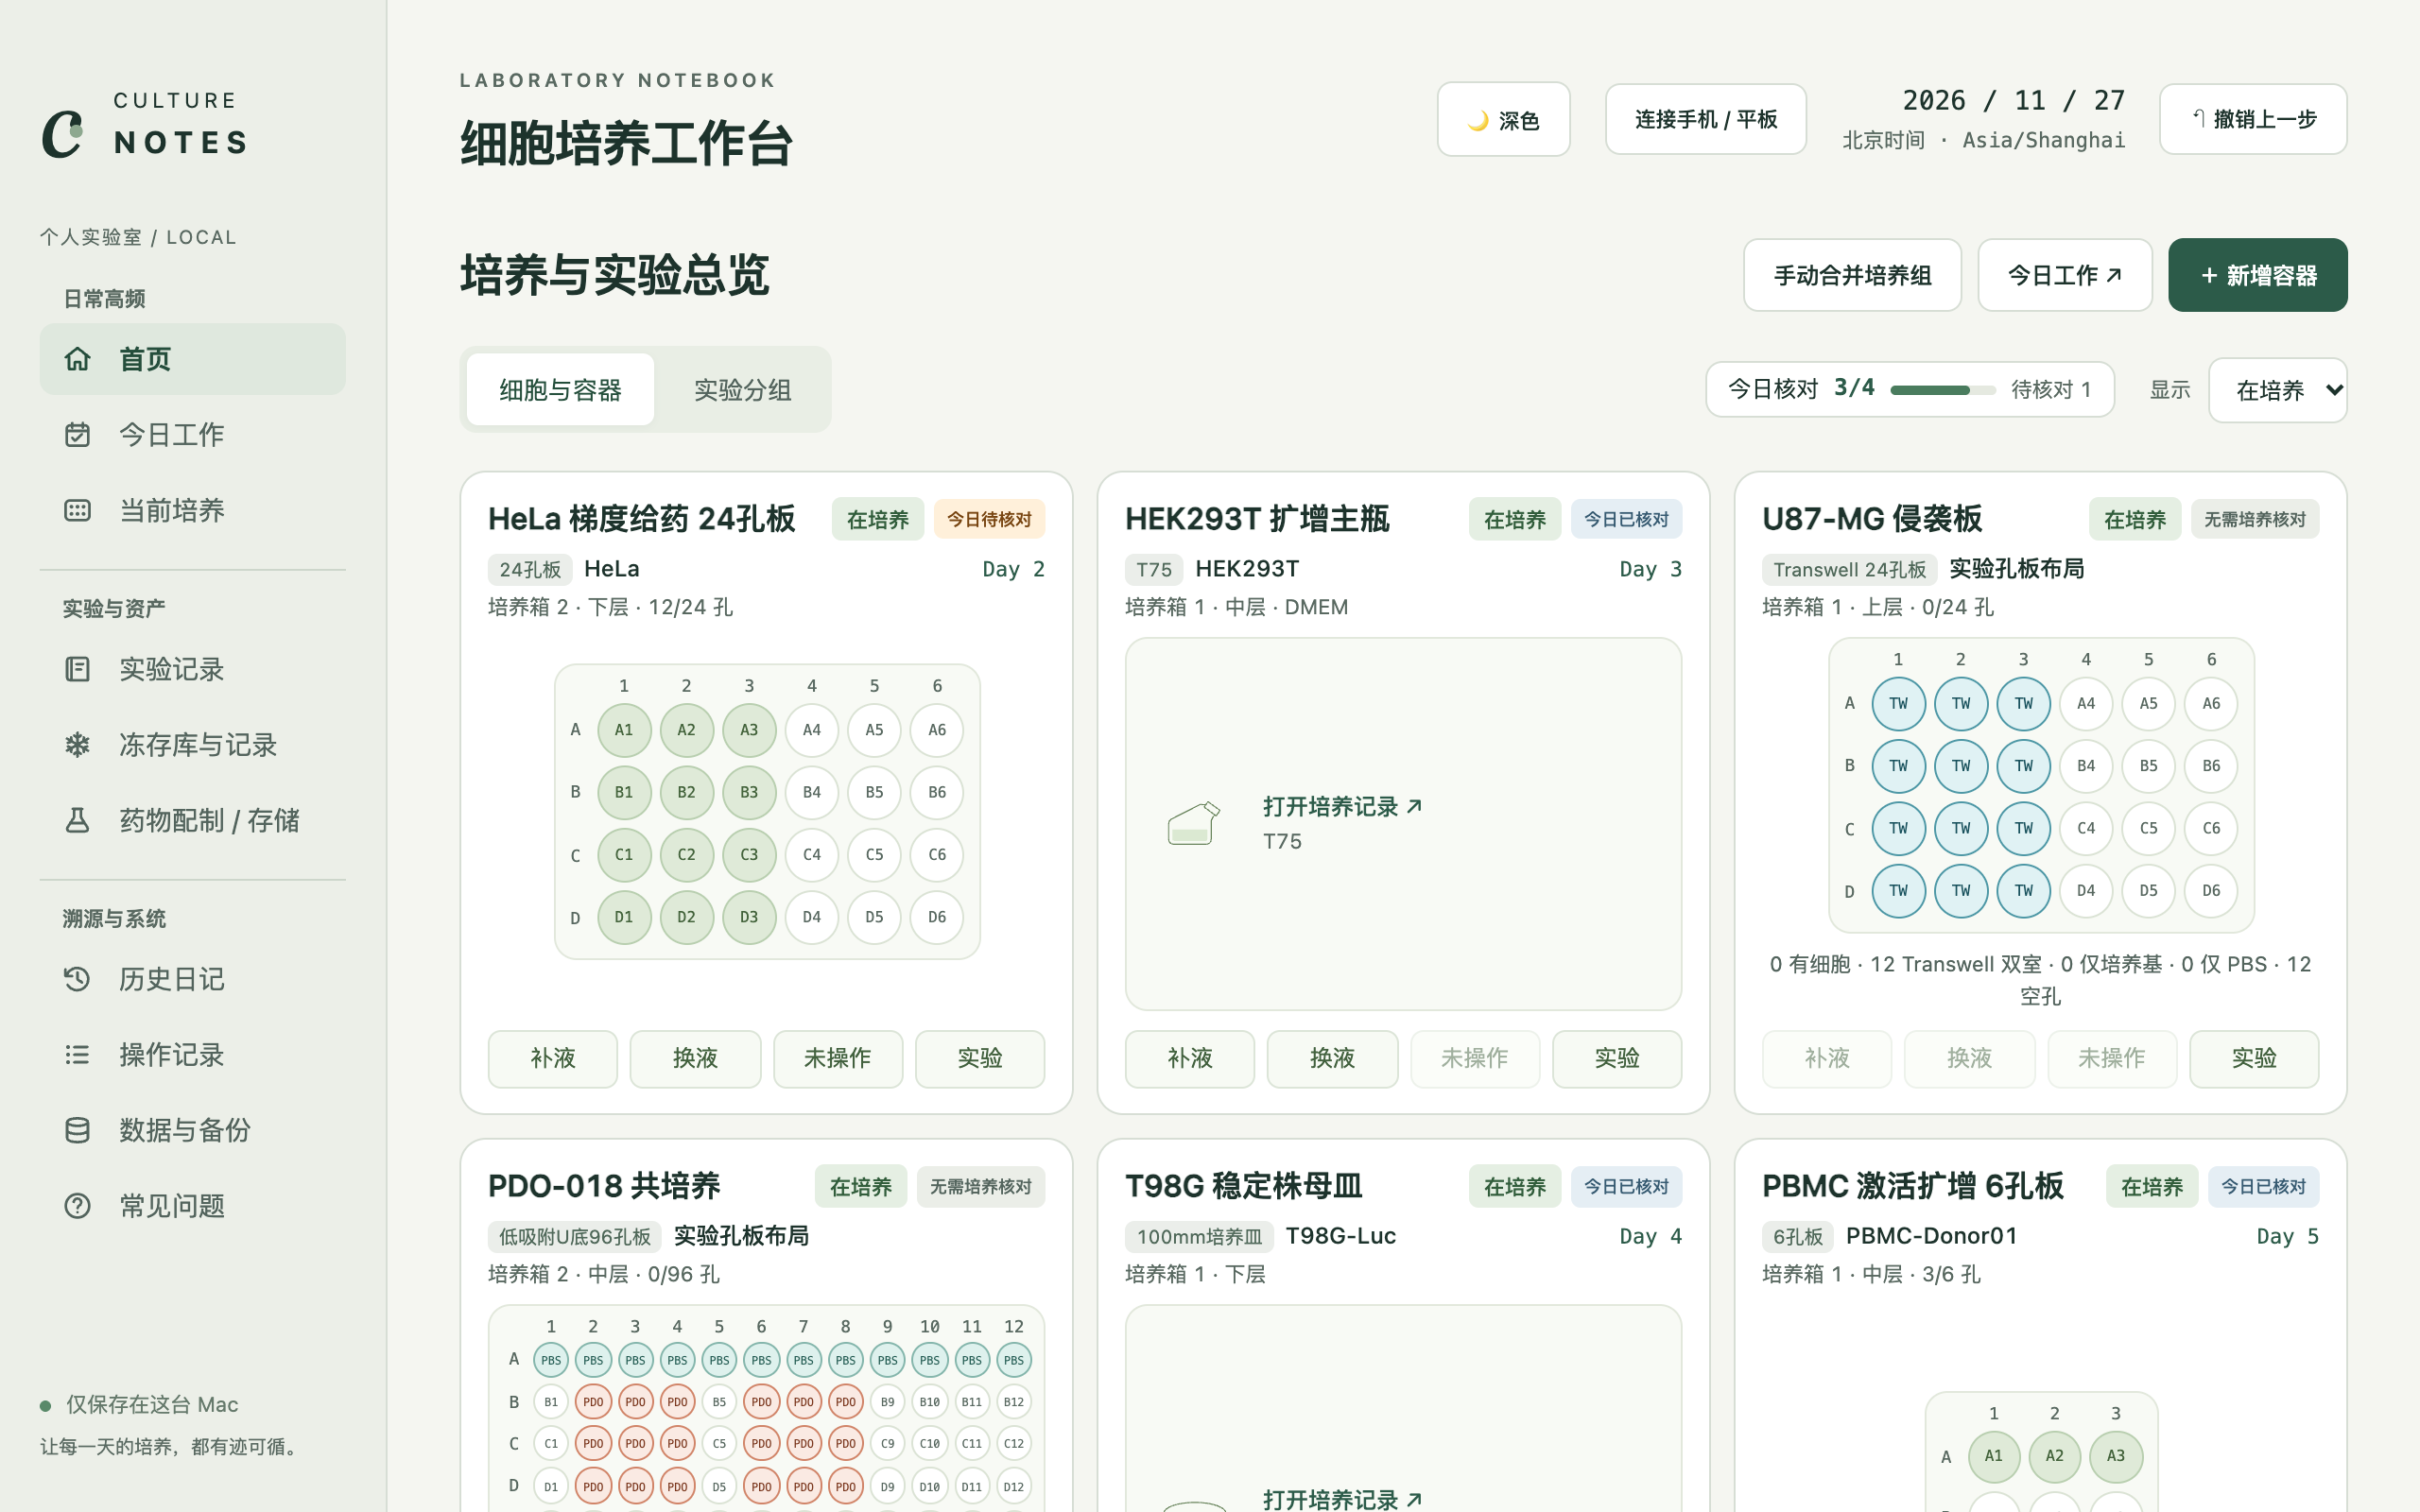 CULTURE
NOTES
个人实验室 / LOCAL
日常高频
首页
今日工作
当前培养
实验与资产
实验记录
冻存库与记录
药物配制 / 存储
溯源与系统
历史日记
操作记录
数据与备份
常见问题
仅保存在这台 Mac
让每一天的培养，都有迹可循。
LABORATORY NOTEBOOK
细胞培养工作台
🌙 深色
连接手机 / 平板
2026 / 11 / 27
北京时间 · Asia/Shanghai
撤销上一步
培养与实验总览
手动合并培养组
今日工作 ↗
＋ 新增容器
细胞与容器
实验分组
今日核对 3/4 待核对 1
显示
在培养
HeLa 梯度给药 24孔板 在培养 今日待核对
24孔板 HeLa Day 2
培养箱 2 · 下层 · 12/24 孔
1 2 3 4 5 6
A A1 A2 A3 A4 A5 A6
B B1 B2 B3 B4 B5 B6
C C1 C2 C3 C4 C5 C6
D D1 D2 D3 D4 D5 D6
补液 换液 未操作 实验
HEK293T 扩增主瓶 在培养 今日已核对
T75 HEK293T Day 3
培养箱 1 · 中层 · DMEM
打开培养记录 ↗
T75
补液 换液 未操作 实验
U87-MG 侵袭板 在培养 无需培养核对
Transwell 24孔板 实验孔板布局
培养箱 1 · 上层 · 0/24 孔
1 2 3 4 5 6
A TW TW TW A4 A5 A6
B TW TW TW B4 B5 B6
C TW TW TW C4 C5 C6
D TW TW TW D4 D5 D6
0 有细胞 · 12 Transwell 双室 · 0 仅培养基 · 0 仅 PBS · 12
空孔
补液 换液 未操作 实验
PDO-018 共培养 在培养 无需培养核对
低吸附U底96孔板 实验孔板布局
培养箱 2 · 中层 · 0/96 孔
1 2 3 4 5 6 7 8 9 10 11 12
A PBS PBS PBS PBS PBS PBS PBS PBS PBS PBS PBS PBS
B B1 PDO PDO PDO B5 PDO PDO PDO B9 B10 B11 B12
C C1 PDO PDO PDO C5 PDO PDO PDO C9 C10 C11 C12
D D1 PDO PDO PDO D5 PDO PDO PDO D9 D10 D11 D12
T98G 稳定株母皿 在培养 今日已核对
100mm培养皿 T98G-Luc Day 4
培养箱 1 · 下层
打开培养记录 ↗
PBMC 激活扩增 6孔板 在培养 今日已核对
6孔板 PBMC-Donor01 Day 5
培养箱 1 · 中层 · 3/6 孔
1 2 3
A A1 A2 A3